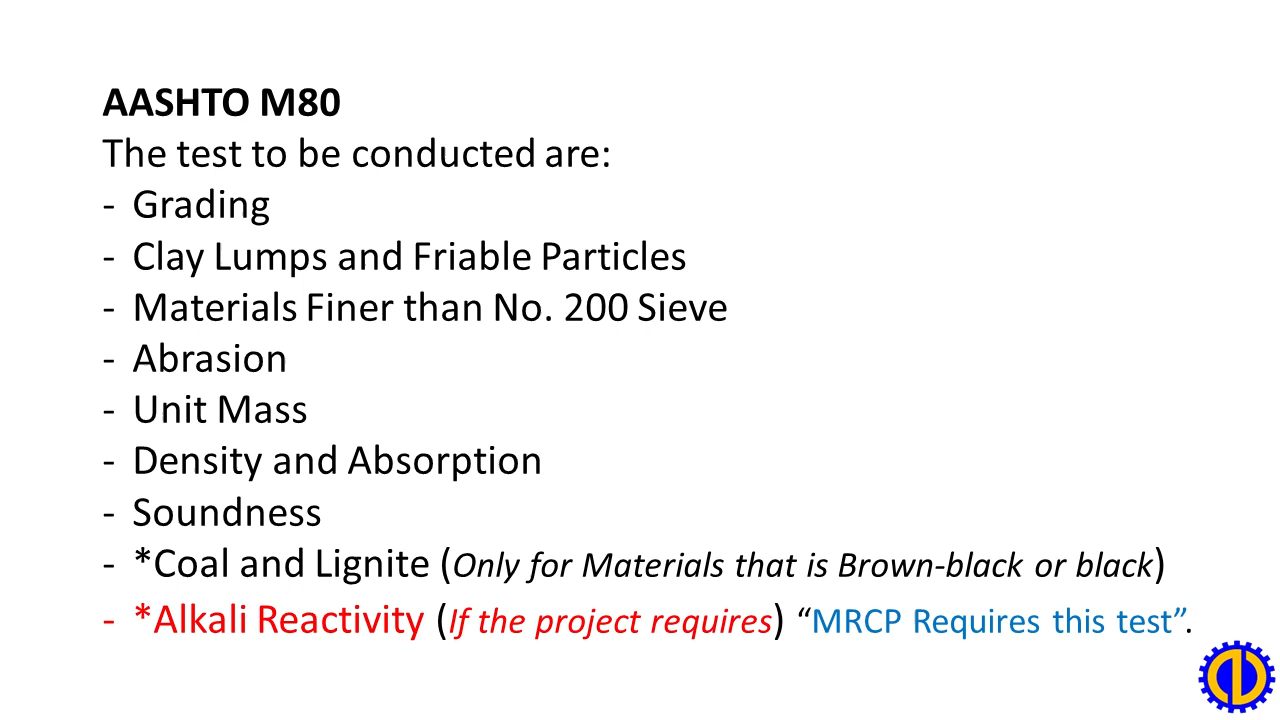 AASHTO M80
The test to be conducted are:
- Grading
- Clay Lumps and Friable Particles
- Materials Finer than No. 200 Sieve
- Abrasion
- Unit Mass
- Density and Absorption
- Soundness
- *Coal and Lignite (Only for Materials that is Brown-black or black)
- *Alkali Reactivity (If the project requires) “MRCP Requires this test”.